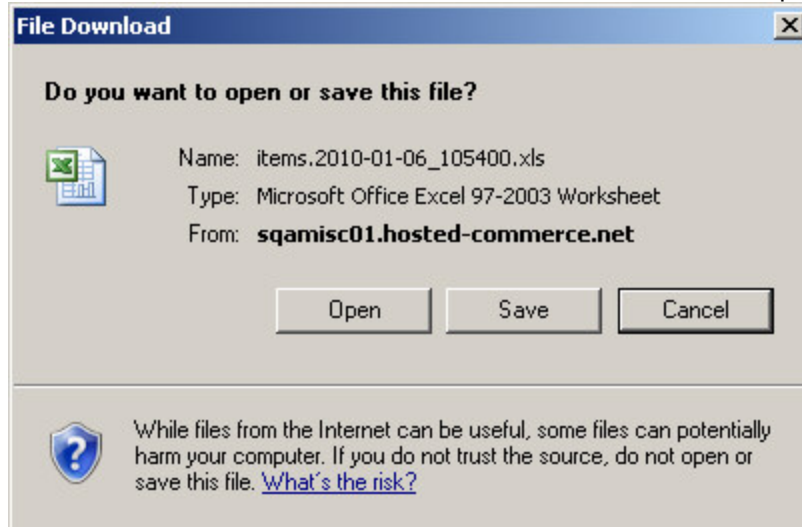 File Download
Do you want to open or save this file?
Name: items.2010-01-06_105400.xls
Type: Microsoft Office Excel 97-2003 Worksheet
From: sqamisc01.hosted-commerce.net
Open Save Cancel
While files from the Internet can be useful, some files can potentially
harm your computer. If you do not trust the source, do not open or
save this file. What's the risk?